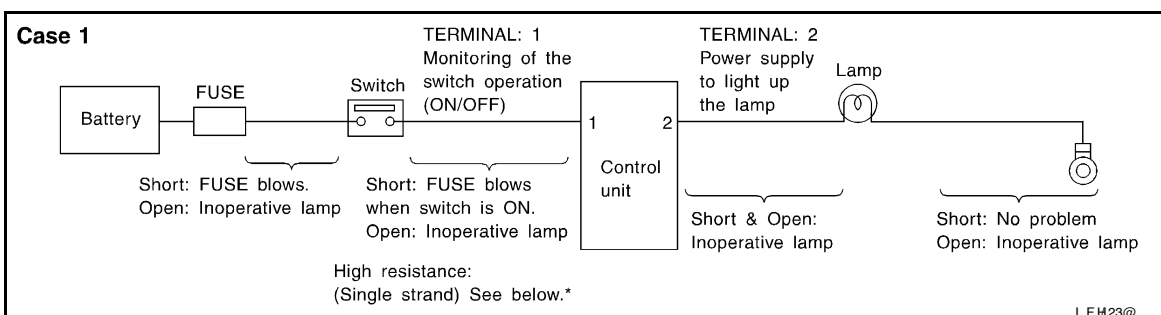 Case 1
TERMINAL: 1
Monitoring of the
switch operation
(ON/OFF)
TERMINAL: 2
Power supply
to light up
the lamp
Battery
FUSE
Switch
1
2
Control
unit
Lamp
Short: FUSE blows.
Open: Inoperative lamp
Short: FUSE blows
when switch is ON.
Open: Inoperative lamp
High resistance:
(Single strand) See below.*
Short & Open:
Inoperative lamp
Short: No problem
Open: Inoperative lamp